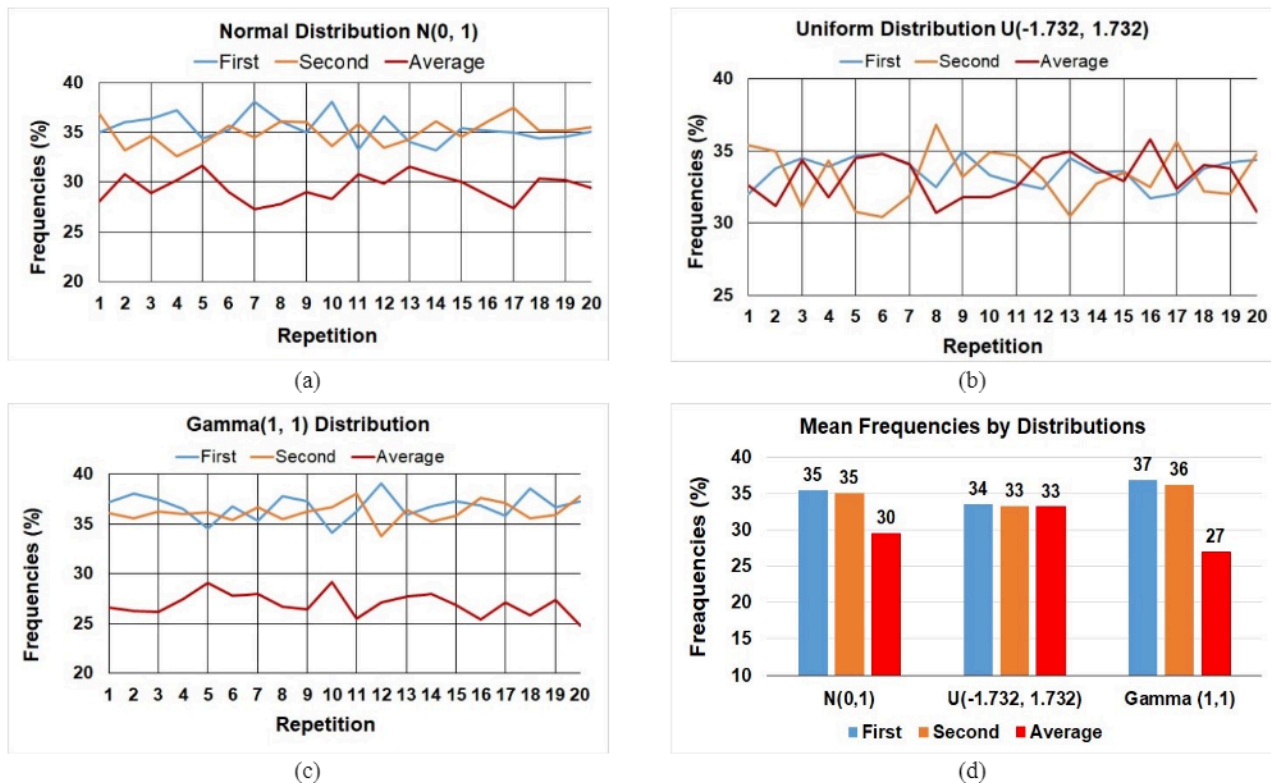 Normal Distribution N(0, 1)
First Second Average
Frequencies (%)
40
35
30
25
20
1 2 3 4 5 6 7 8 9 10 11 12 13 14 15 16 17 18 19 20
Repetition
(a)
Uniform Distribution U(-1.732, 1.732)
First Second Average
Frequencies (%)
40
35
30
25
1 2 3 4 5 6 7 8 9 10 11 12 13 14 15 16 17 18 19 20
Repetition
(b)
Gamma(1, 1) Distribution
First Second Average
Frequencies (%)
40
35
30
25
20
1 2 3 4 5 6 7 8 9 10 11 12 13 14 15 16 17 18 19 20
Repetition
(c)
Mean Frequencies by Distributions
Freaquencies (%)
40
35
30
25
20
15
10
35 35 30
34 33 33
37 36 27
N(0,1) U(-1.732, 1.732) Gamma (1,1)
First Second Average
(d)